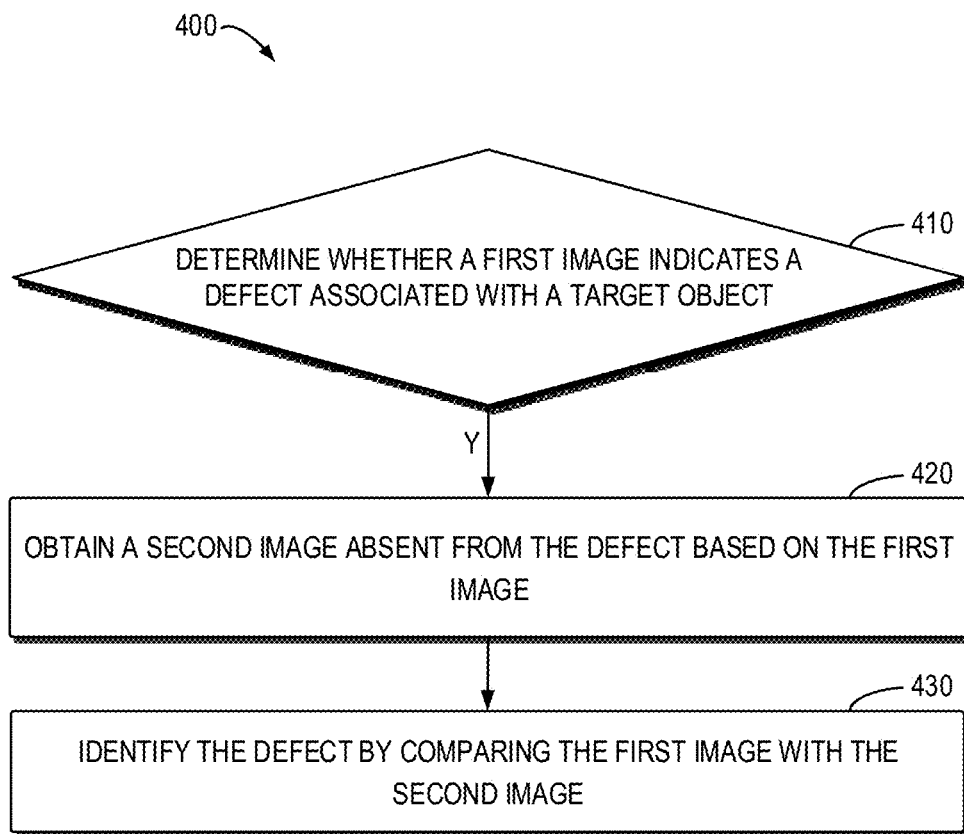 400
410
DETERMINE WHETHER A FIRST IMAGE INDICATES A
DEFECT ASSOCIATED WITH A TARGET OBJECT
Y
420
OBTAIN A SECOND IMAGE ABSENT FROM THE DEFECT BASED ON THE FIRST
IMAGE
430
IDENTIFY THE DEFECT BY COMPARING THE FIRST IMAGE WITH THE
SECOND IMAGE